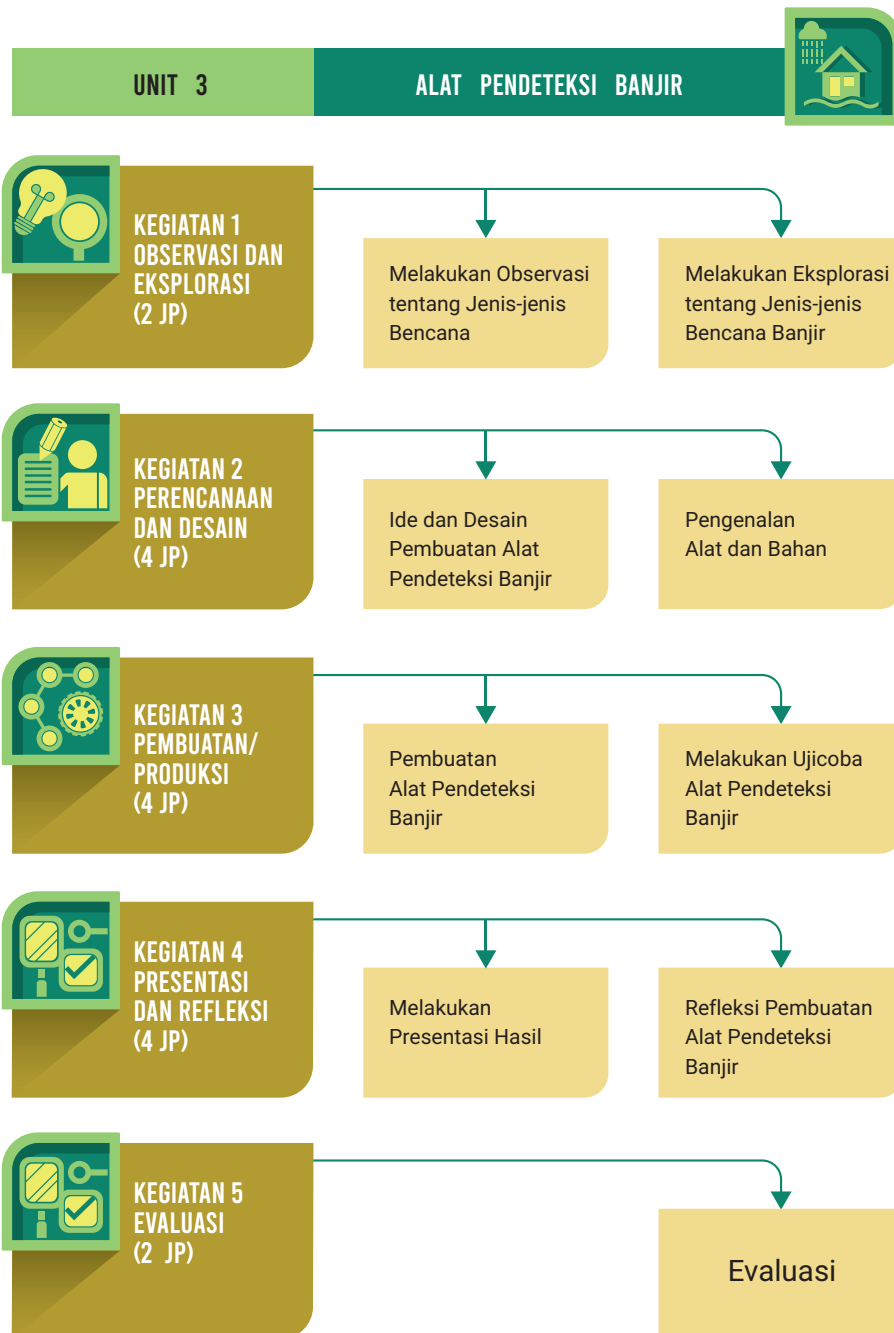 UNIT 3
ALAT PENDETEKSI BANJIR
KEGIATAN 1
OBSERVASI DAN
EKSPLORASI
(2 JP)
Melakukan Observasi
tentang Jenis-jenis
Bencana
Melakukan Eksplorasi
tentang Jenis-jenis
Bencana Banjir
KEGIATAN 2
PERENCANAAN
DAN DESAIN
(4 JP)
Ide dan Desain
Pembuatan Alat
Pendeteksi Banjir
Pengenalan
Alat dan Bahan
KEGIATAN 3
PEMBUATAN/
PRODUKSI
(4 JP)
Pembuatan
Alat Pendeteksi
Banjir
Melakukan Ujicoba
Alat Pendeteksi
Banjir
KEGIATAN 4
PRESENTASI
DAN REFLEKSI
(4 JP)
Melakukan
Presentasi Hasil
Refleksi Pembuatan
Alat Pendeteksi
Banjir
KEGIATAN 5
EVALUASI
(2 JP)
Evaluasi